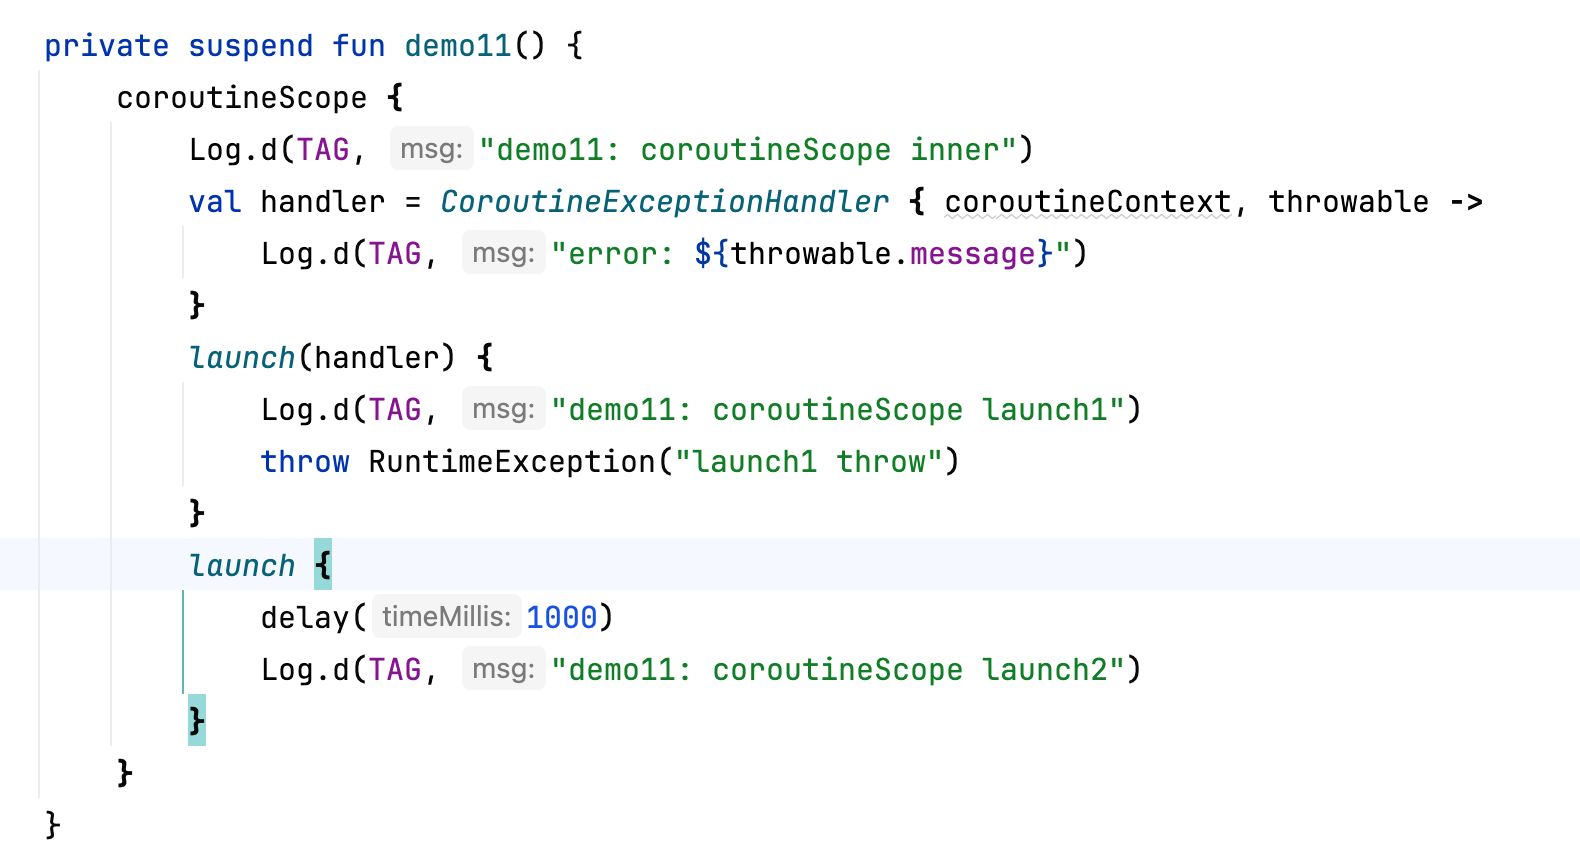 private suspend fun demo11() {
    coroutineScope {
        Log.d(TAG, msg: "demo11: coroutineScope inner")
        val handler = CoroutineExceptionHandler { coroutineContext, throwable ->
            Log.d(TAG, msg: "error: ${throwable.message}")
        }
        launch(handler) {
            Log.d(TAG, msg: "demo11: coroutineScope launch1")
            throw RuntimeException("launch1 throw")
        }
        launch {
            delay(timeMillis: 1000)
            Log.d(TAG, msg: "demo11: coroutineScope launch2")
        }
    }
}